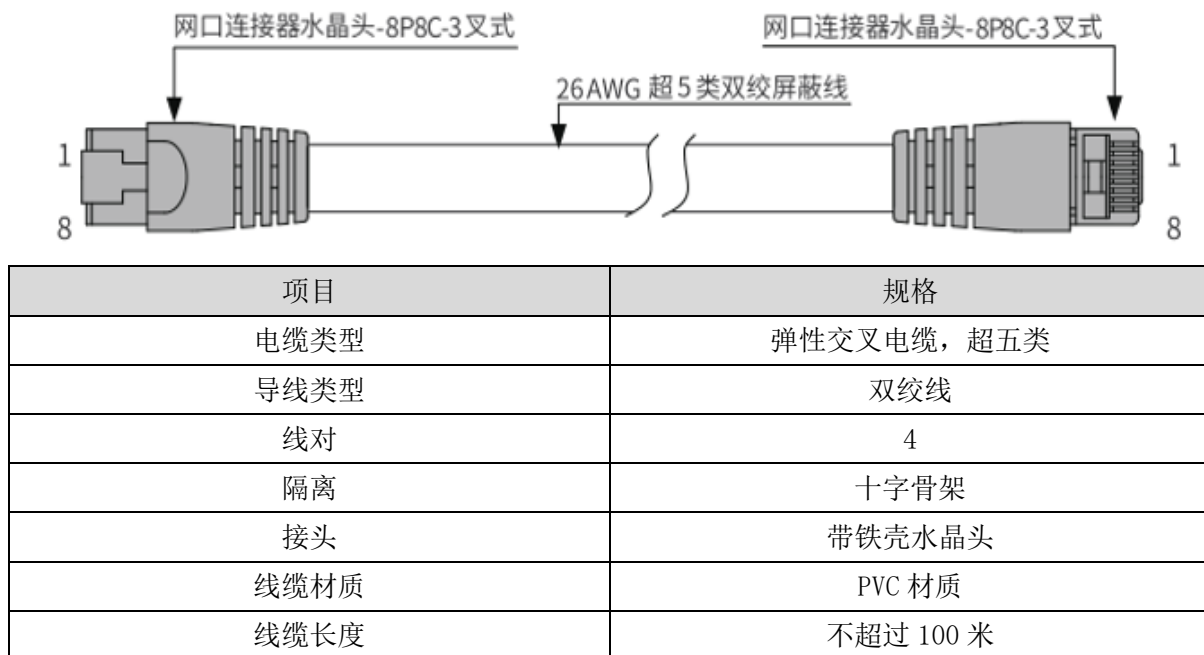 网口连接器水晶头-8P8C-3叉式 网口连接器水晶头-8P8C-3叉式
26AWG 超5类双绞屏蔽线
1 1
8 8
项目 规格
电缆类型 弹性交叉电缆，超五类
导线类型 双绞线
线对 4
隔离 十字骨架
接头 带铁壳水晶头
线缆材质 PVC 材质
线缆长度 不超过 100 米